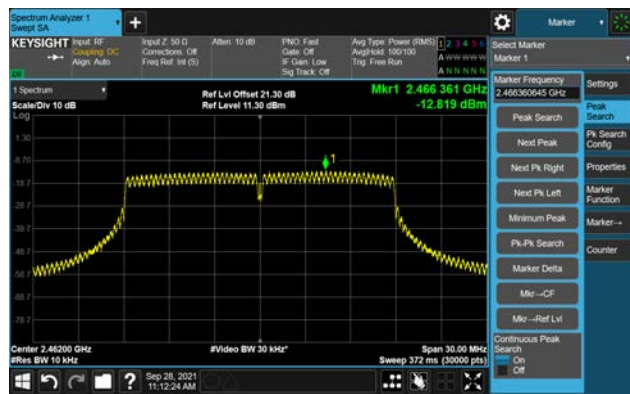 Spectrum Analyzer 1
Swept SA
Marker
KEYSIGHT
Input: RF
Coupling: DC
Align: Auto
Input Z: 50 Ω
Corrections: Off
Freq Ref: Int (S)
Atten: 10 dB
PNO: Fast
Gate: Off
IF Gain: Low
Sig Track: Off
Avg Type: Power (RMS)
Avg|Hold: 100/100
Trig: Free Run
1 2 3 4 5 6
A W W W W W
A N N N N N
Select Marker
Marker 1
1 Spectrum
Scale/Div 10 dB
Log
Ref Lvl Offset 21.30 dB
Ref Level 11.30 dBm
Mkr1 2.466 361 GHz
-12.819 dBm
1.30
-8.70
-18.7
-28.7
-38.7
-48.7
-58.7
-68.7
-78.7
1
Center 2.46200 GHz
#Res BW 10 kHz
#Video BW 30 kHz*
Span 30.00 MHz
Sweep 372 ms (30000 pts)
Marker Frequency
2.466360645 GHz
Peak Search
Next Peak
Next Pk Right
Next Pk Left
Minimum Peak
Pk-Pk Search
Marker Delta
Mkr→CF
Mkr→Ref Lvl
Continuous Peak
Search
On
Off
Settings
Peak
Search
Pk Search
Config
Properties
Marker
Function
Marker→
Counter
?
Sep 28, 2021
11:12:24 AM